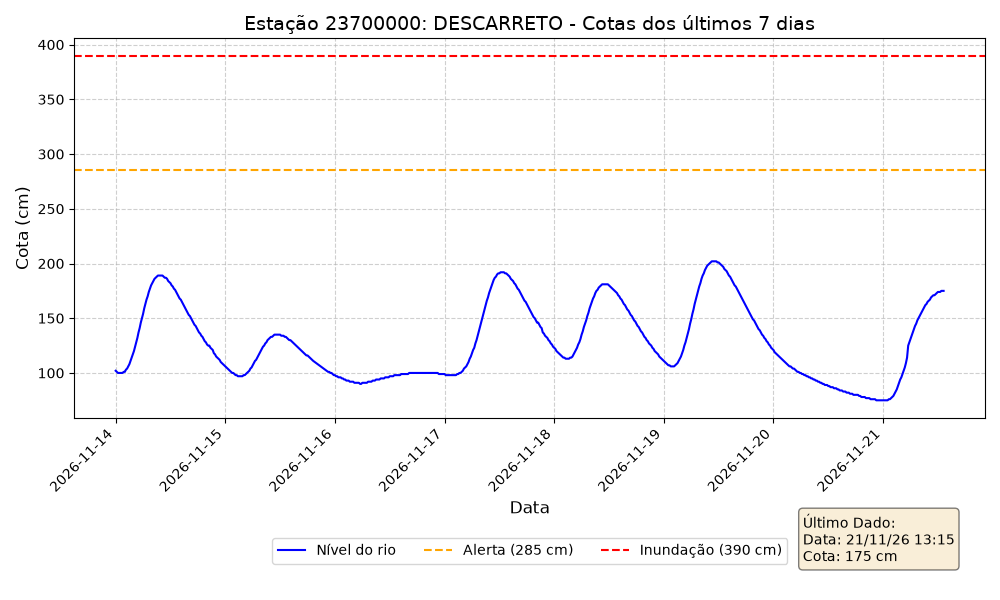 Estação 23700000: DESCARRETO - Cotas dos últimos 7 dias
Cota (cm)
400
350
300
250
200
150
100
2026-11-14
2026-11-15
2026-11-16
2026-11-17
2026-11-18
2026-11-19
2026-11-20
2026-11-21
Data
Nível do rio
Alerta (285 cm)
Inundação (390 cm)
Último Dado:
Data: 21/11/26 13:15
Cota: 175 cm